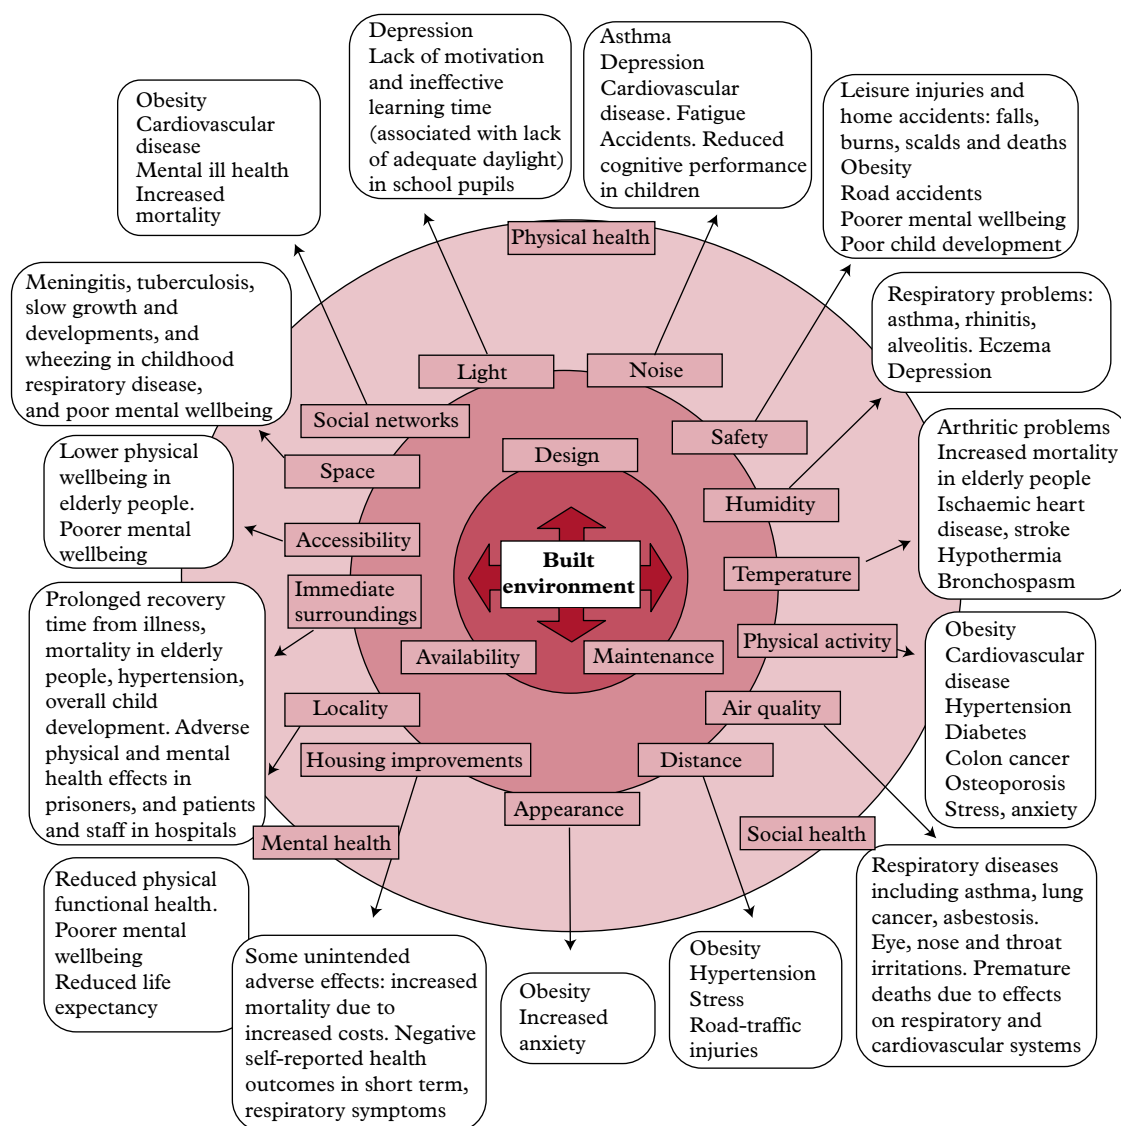 Depression
Lack of motivation
and ineffective
learning time
(associated with lack
of adequate daylight)
in school pupils
Asthma
Depression
Cardiovascular
disease. Fatigue
Accidents. Reduced
cognitive performance
in children
Obesity
Cardiovascular
disease
Mental ill health
Increased
mortality
Leisure injuries and
home accidents: falls,
burns, scalds and deaths
Obesity
Road accidents
Poorer mental wellbeing
Poor child development
Physical health
Meningitis, tuberculosis,
slow growth and
developments, and
wheezing in childhood
respiratory disease,
and poor mental wellbeing
Respiratory problems:
asthma, rhinitis,
alveolitis. Eczema
Depression
Light
Noise
Social networks
Safety
Design
Space
Humidity
Lower physical
wellbeing in
elderly people.
Poorer mental
wellbeing
Arthritic problems
Increased mortality
in elderly people
Ischaemic heart
disease, stroke
Hypothermia
Bronchospasm
Accessibility
Built
environment
Temperature
Immediate
surroundings
Prolonged recovery
time from illness,
mortality in elderly
people, hypertension,
overall child
development. Adverse
physical and mental
health effects in
prisoners, and patients
and staff in hospitals
Availability
Maintenance
Physical activity
Obesity
Cardiovascular
disease
Hypertension
Diabetes
Colon cancer
Osteoporosis
Stress, anxiety
Locality
Air quality
Housing improvements
Distance
Appearance
Mental health
Social health
Reduced physical
functional health.
Poorer mental
wellbeing
Reduced life
expectancy
Some unintended
adverse effects: increased
mortality due to
increased costs. Negative
self-reported health
outcomes in short term,
respiratory symptoms
Obesity
Increased
anxiety
Obesity
Hypertension
Stress
Road-traffic
injuries
Respiratory diseases
including asthma, lung
cancer, asbestosis.
Eye, nose and throat
irritations. Premature
deaths due to effects
on respiratory and
cardiovascular systems